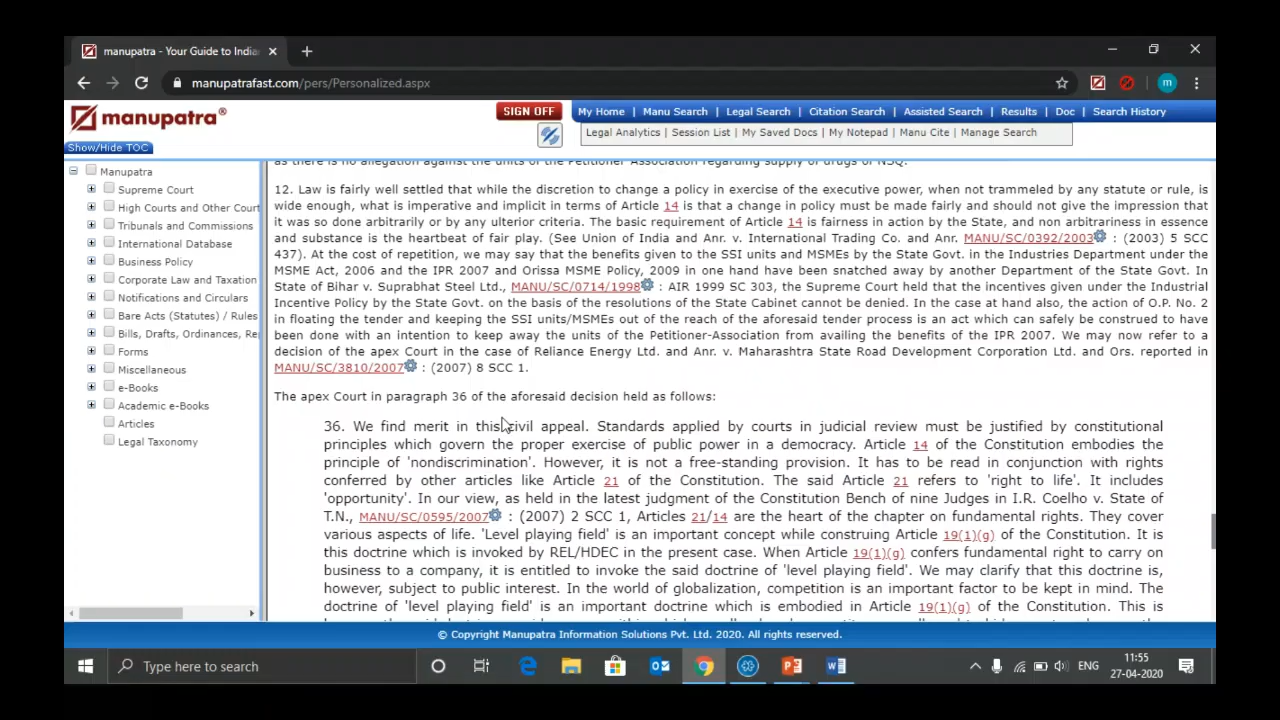 manupatra - Your Guide to India
manupatrafast.com/pers/Personalized.aspx
m
manupatra®
SIGN OFF
My Home | Manu Search | Legal Search | Citation Search | Assisted Search | Results | Doc | Search History
Legal Analytics | Session List | My Saved Docs | My Notepad | Manu Cite | Manage Search
Show/Hide TOC
Manupatra
Supreme Court
High Courts and Other Court
Tribunals and Commissions
International Database
Business Policy
Corporate Law and Taxation
Notifications and Circulars
Bare Acts (Statutes) / Rules
Bills, Drafts, Ordinances, Re
Forms
Miscellaneous
e-Books
Academic e-Books
Articles
Legal Taxonomy
as there is no allegation against the units of the Petitioner Association regarding supply of drugs of NSQ.
12. Law is fairly well settled that while the discretion to change a policy in exercise of the executive power, when not trammeled by any statute or rule, is
wide enough, what is imperative and implicit in terms of Article 14 is that a change in policy must be made fairly and should not give the impression that
it was so done arbitrarily or by any ulterior criteria. The basic requirement of Article 14 is fairness in action by the State, and non arbitrariness in essence
and substance is the heartbeat of fair play. (See Union of India and Anr. v. International Trading Co. and Anr. MANU/SC/0392/2003 : (2003) 5 SCC
437). At the cost of repetition, we may say that the benefits given to the SSI units and MSMEs by the State Govt. in the Industries Department under the
MSME Act, 2006 and the IPR 2007 and Orissa MSME Policy, 2009 in one hand have been snatched away by another Department of the State Govt. In
State of Bihar v. Suprabhat Steel Ltd., MANU/SC/0714/1998 : AIR 1999 SC 303, the Supreme Court held that the incentives given under the Industrial
Incentive Policy by the State Govt. on the basis of the resolutions of the State Cabinet cannot be denied. In the case at hand also, the action of O.P. No. 2
in floating the tender and keeping the SSI units/MSMEs out of the reach of the aforesaid tender process is an act which can safely be construed to have
been done with an intention to keep away the units of the Petitioner-Association from availing the benefits of the IPR 2007. We may now refer to a
decision of the apex Court in the case of Reliance Energy Ltd. and Anr. v. Maharashtra State Road Development Corporation Ltd. and Ors. reported in
MANU/SC/3810/2007 : (2007) 8 SCC 1.
The apex Court in paragraph 36 of the aforesaid decision held as follows:
36. We find merit in this civil appeal. Standards applied by courts in judicial review must be justified by constitutional
principles which govern the proper exercise of public power in a democracy. Article 14 of the Constitution embodies the
principle of 'nondiscrimination'. However, it is not a free-standing provision. It has to be read in conjunction with rights
conferred by other articles like Article 21 of the Constitution. The said Article 21 refers to 'right to life'. It includes
'opportunity'. In our view, as held in the latest judgment of the Constitution Bench of nine Judges in I.R. Coelho v. State of
T.N., MANU/SC/0595/2007 : (2007) 2 SCC 1, Articles 21/14 are the heart of the chapter on fundamental rights. They cover
various aspects of life. 'Level playing field' is an important concept while construing Article 19(1)(g) of the Constitution. It is
this doctrine which is invoked by REL/HDEC in the present case. When Article 19(1)(g) confers fundamental right to carry on
business to a company, it is entitled to invoke the said doctrine of 'level playing field'. We may clarify that this doctrine is,
however, subject to public interest. In the world of globalization, competition is an important factor to be kept in mind. The
doctrine of 'level playing field' is an important doctrine which is embodied in Article 19(1)(g) of the Constitution. This is
© Copyright Manupatra Information Solutions Pvt. Ltd. 2020. All rights reserved.
Type here to search
ENG
11:55
27-04-2020